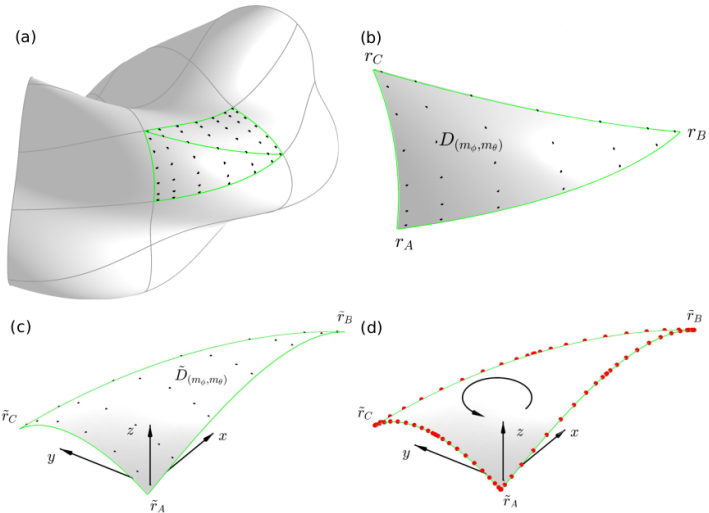 (a)
(b)
r_C
r_B
D_{(m_ϕ,m_θ)}
r_A
(c)
r̃_B
D̃_{(m_ϕ,m_θ)}
r̃_C
z
x
y
r̃_A
(d)
r̃_B
r̃_C
z
x
y
r̃_A